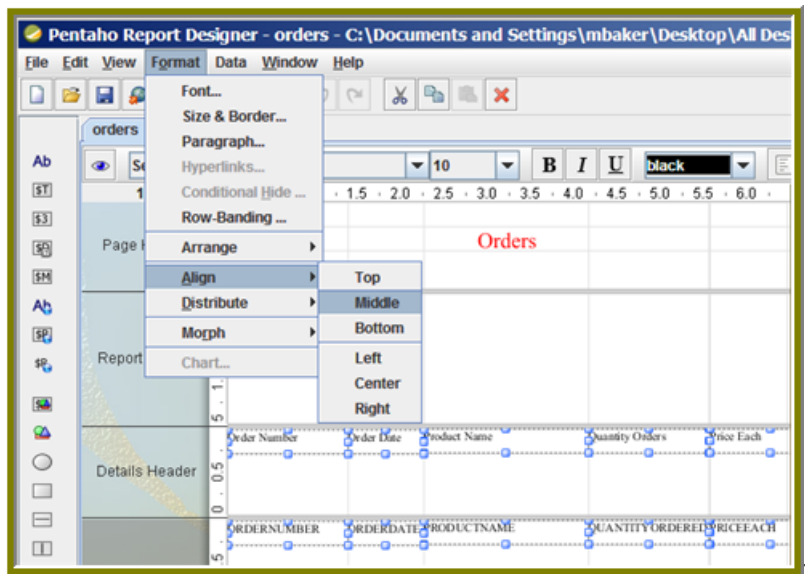 Pentaho Report Designer - orders - C:\Documents and Settings\mbaker\Desktop\All Des
File Edit View Format Data Window Help
Font...
Size & Border...
Paragraph...
Hyperlinks...
Conditional Hide ...
Row-Banding ...
Arrange
Align
Distribute
Morph
Chart...
Top
Middle
Bottom
Left
Center
Right
orders
Ab
$T
$3
$M
Ab
$P
$P
10 B I U black
1 1.5 2.0 2.5 3.0 3.5 4.0 4.5 5.0 5.5 6.0
Page
Orders
Report
Details Header
Order Number Order Date Product Name Quantity Orders Price Each
ORDERNUMBER ORDERDATE PRODUCTNAME QUANTITYORDERED PRICEEACH